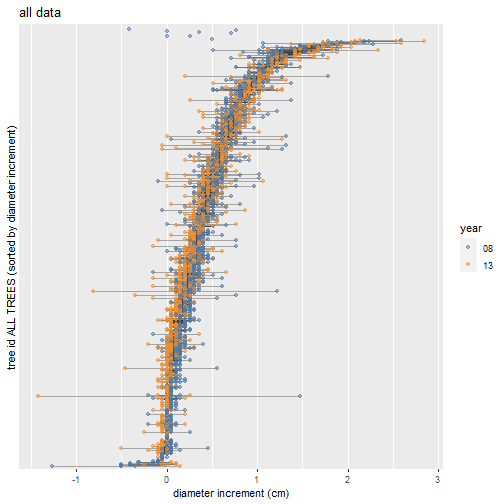 all data
tree id ALL TREES (sorted by diameter increment)
year
08
13
-1
0
1
2
3
diameter increment (cm)